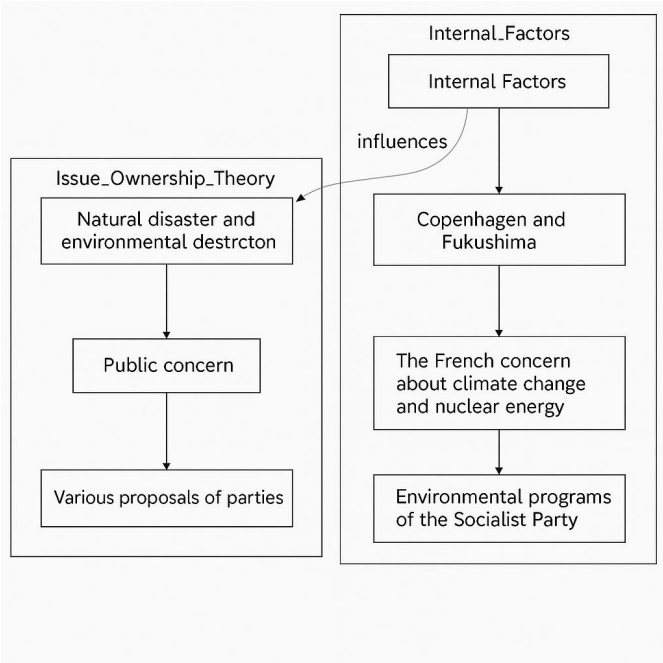 Internal_Factors
Internal Factors
influences
Issue_Ownership_Theory
Natural disaster and
environmental destrcton
Copenhagen and
Fukushima
Public concern
The French concern
about climate change
and nuclear energy
Various proposals of parties
Environmental programs
of the Socialist Party